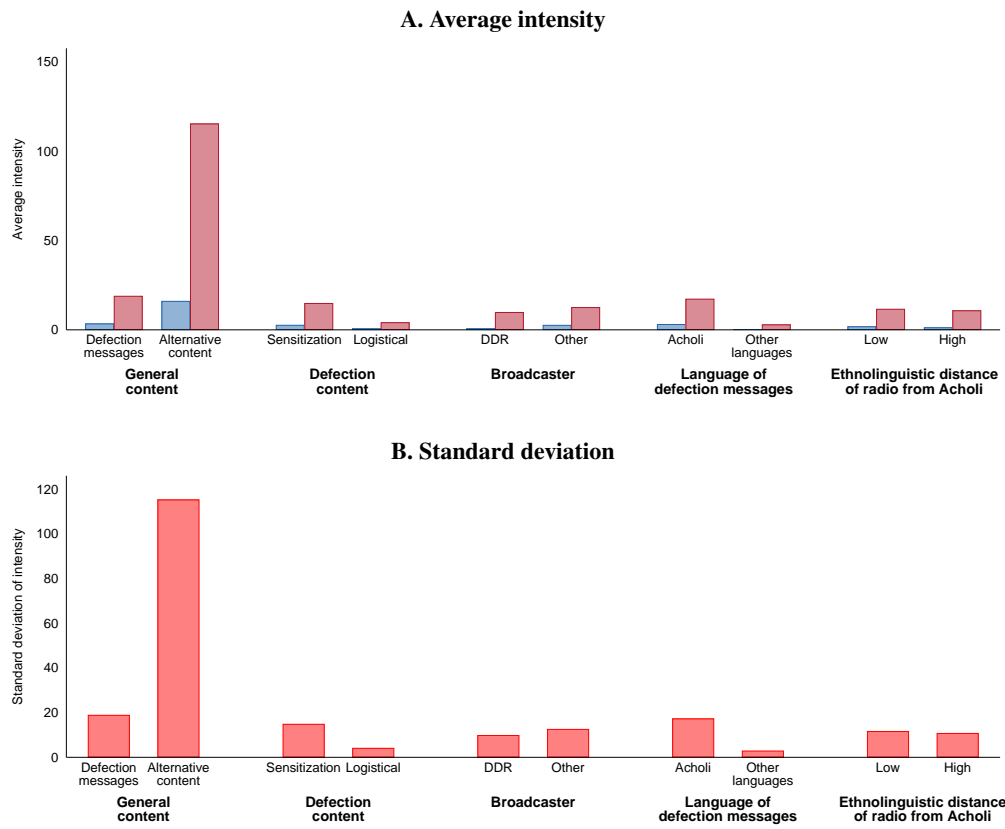 A. Average intensity
150
100
50
0
Average intensity
Defection messages
Alternative content
Sensitization
Logistical
DDR
Other
Acholi
Other languages
Low
High
General content
Defection content
Broadcaster
Language of defection messages
Ethnolinguistic distance of radio from Acholi
B. Standard deviation
120
100
80
60
40
20
0
Standard deviation of intensity
Defection messages
Alternative content
Sensitization
Logistical
DDR
Other
Acholi
Other languages
Low
High
General content
Defection content
Broadcaster
Language of defection messages
Ethnolinguistic distance of radio from Acholi